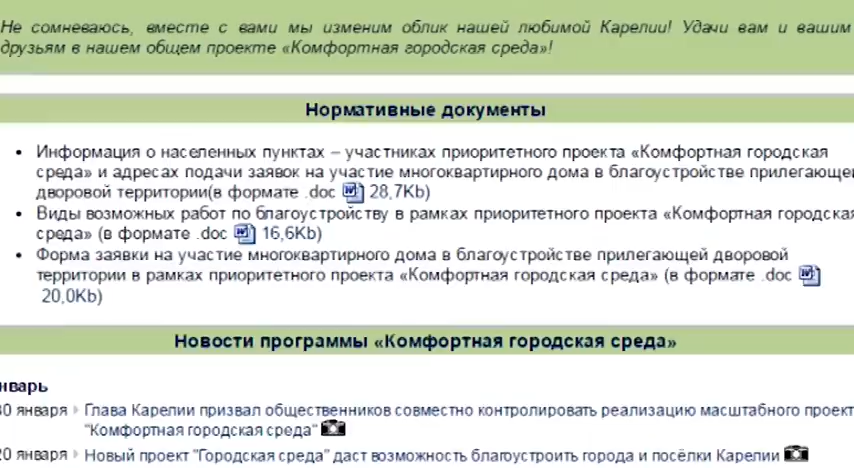 Не сомневаюсь, вместе с вами мы изменим облик нашей любимой Карелии! Удачи вам и вашим
друзьям в нашем общем проекте «Комфортная городская среда»!
Нормативные документы
• Информация о населенных пунктах – участниках приоритетного проекта «Комфортная городская
среда» и адресах подачи заявок на участие многоквартирного дома в благоустройстве прилегающей
дворовой территории(в формате .doc 28,7Kb)
• Виды возможных работ по благоустройству в рамках приоритетного проекта «Комфортная городская
среда» (в формате .doc 16,6Kb)
• Форма заявки на участие многоквартирного дома в благоустройстве прилегающей дворовой
территории в рамках приоритетного проекта «Комфортная городская среда» (в формате .doc
20,0Kb)
Новости программы «Комфортная городская среда»
нварь
30 января Глава Карелии призвал общественников совместно контролировать реализацию масштабного проект
"Комфортная городская среда"
20 января Новый проект "Городская среда" даст возможность благоустроить города и посёлки Карелии